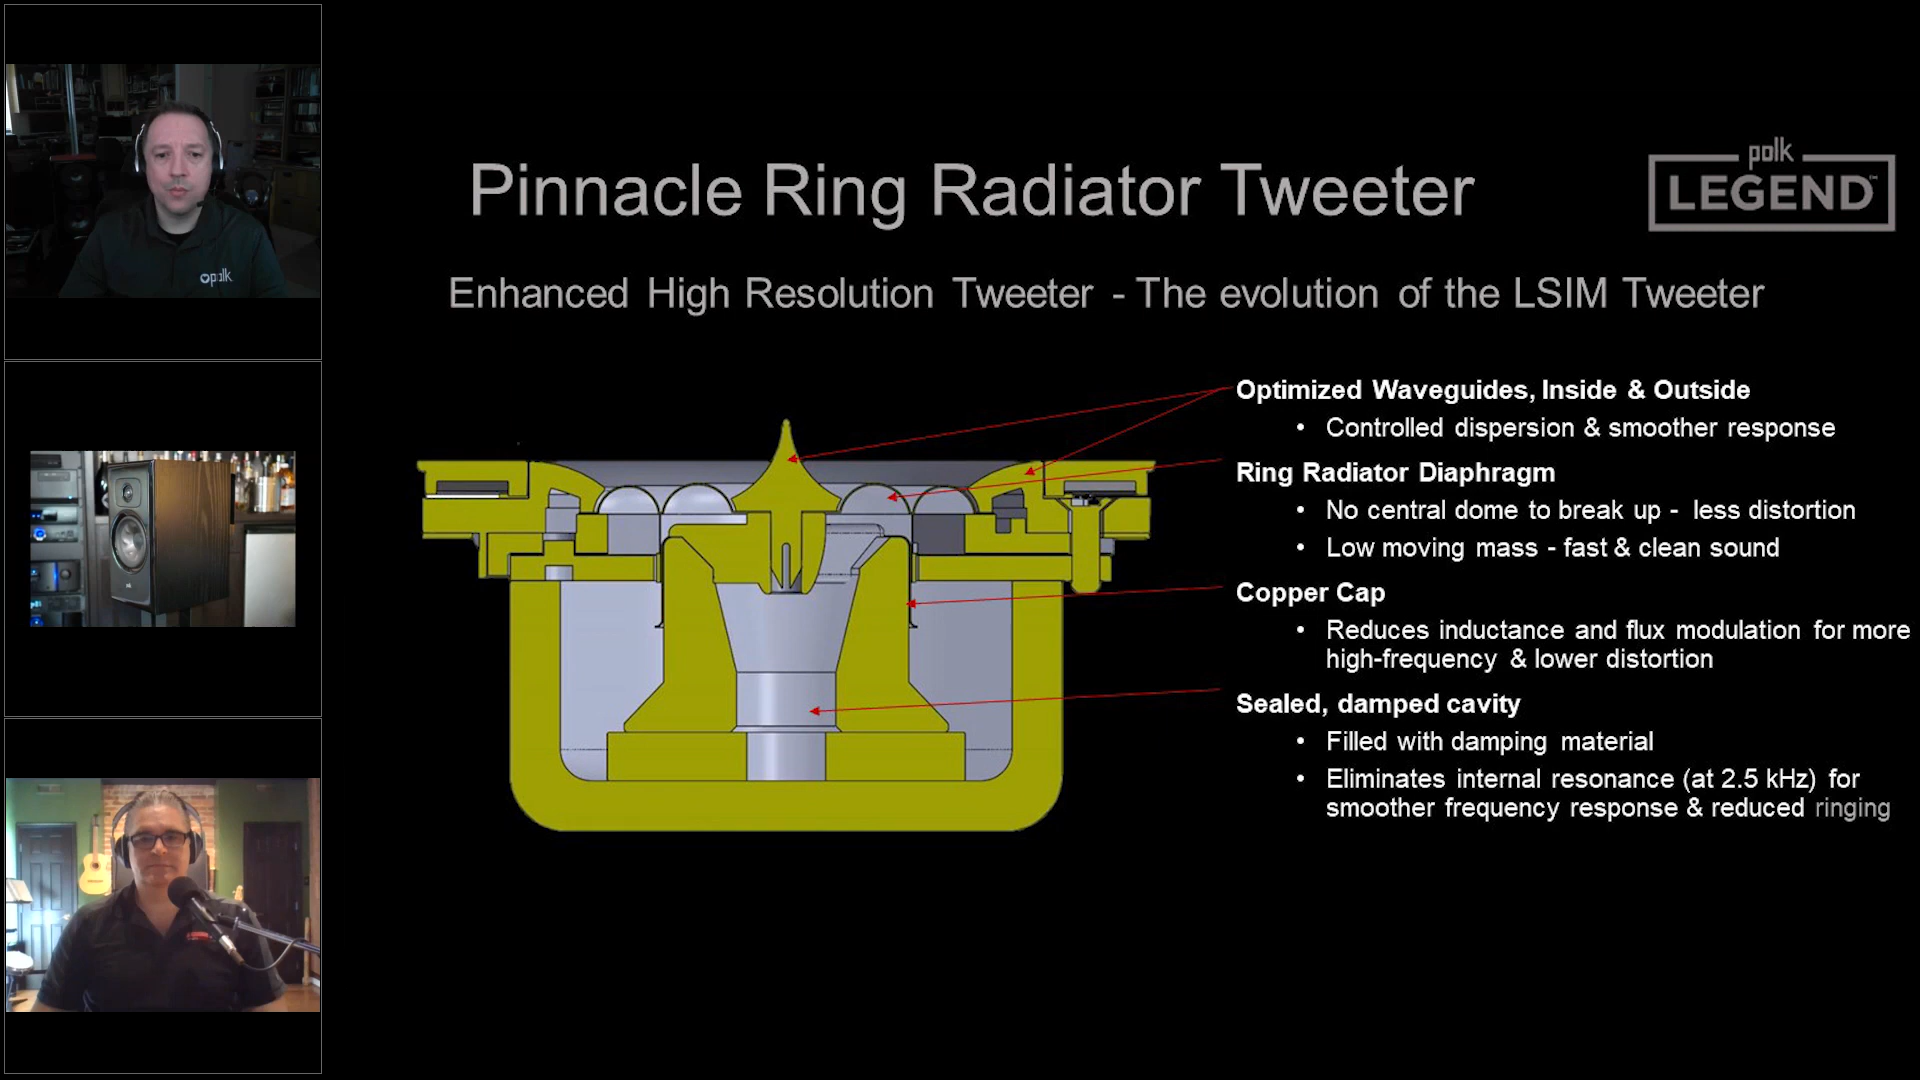 polk
LEGEND™
Pinnacle Ring Radiator Tweeter
Enhanced High Resolution Tweeter - The evolution of the LSIM Tweeter
Optimized Waveguides, Inside & Outside
• Controlled dispersion & smoother response
Ring Radiator Diaphragm
• No central dome to break up - less distortion
• Low moving mass - fast & clean sound
Copper Cap
• Reduces inductance and flux modulation for more
high-frequency & lower distortion
Sealed, damped cavity
• Filled with damping material
• Eliminates internal resonance (at 2.5 kHz) for
smoother frequency response & reduced ringing
polk